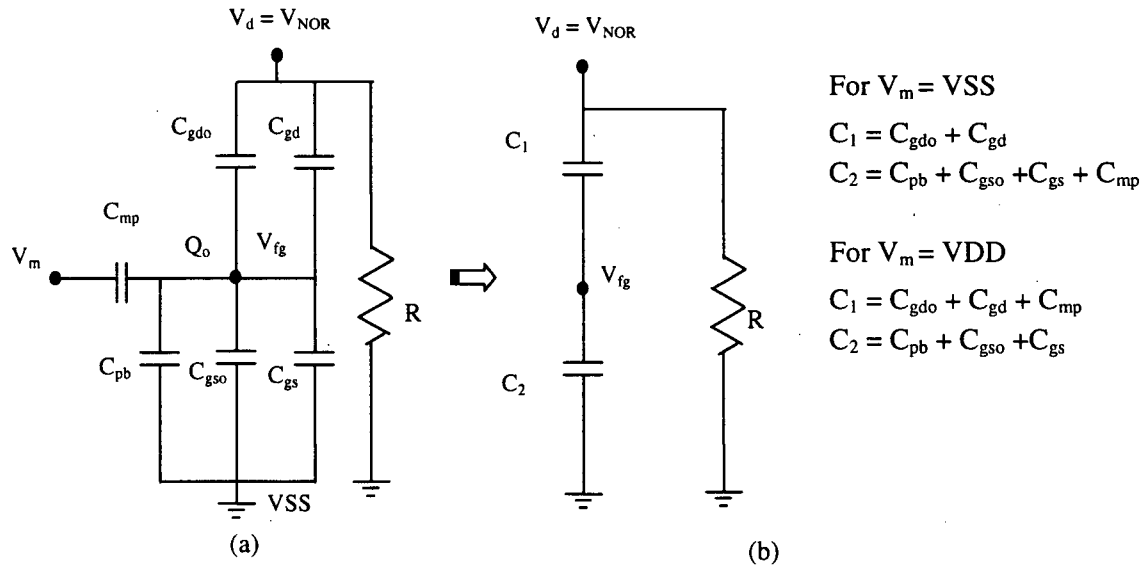 V_d = V_NOR
C_gdo
C_gd
C_mp
V_m
Q_o
V_fg
R
C_pb
C_gso
C_gs
VSS
(a)
V_d = V_NOR
C_1
V_fg
R
C_2
(b)
For V_m = VSS
C_1 = C_gdo + C_gd
C_2 = C_pb + C_gso +C_gs + C_mp
For V_m = VDD
C_1 = C_gdo + C_gd + C_mp
C_2 = C_pb + C_gso +C_gs